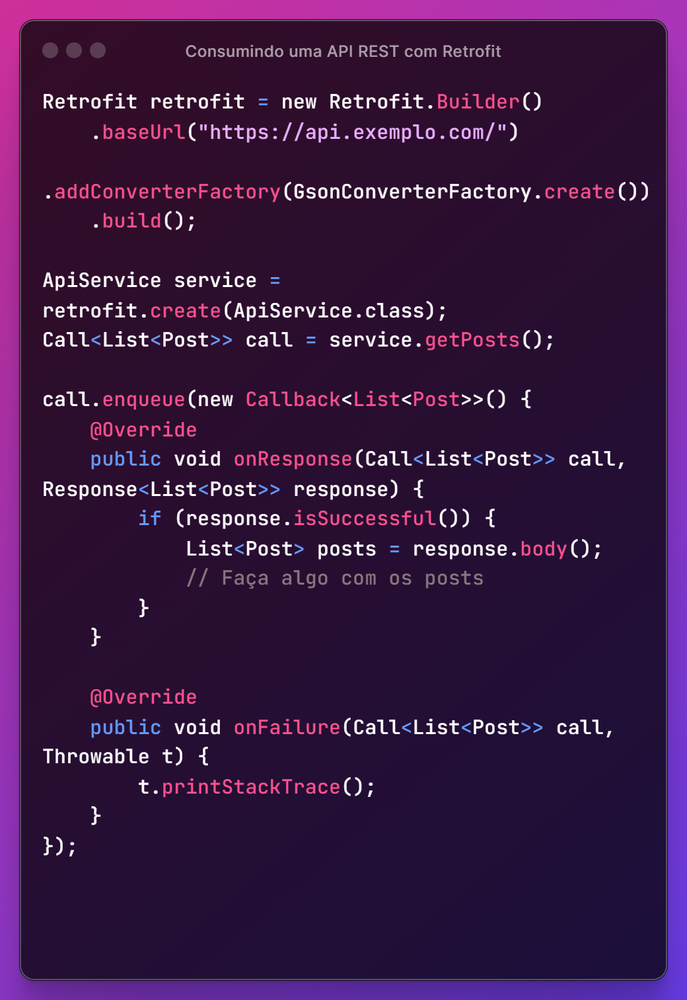 Consumindo uma API REST com Retrofit
Retrofit retrofit = new Retrofit.Builder()
    .baseUrl("https://api.exemplo.com/")

.addConverterFactory(GsonConverterFactory.create())
    .build();

ApiService service =
retrofit.create(ApiService.class);
Call<List<Post>> call = service.getPosts();

call.enqueue(new Callback<List<Post>>() {
    @Override
    public void onResponse(Call<List<Post>> call,
Response<List<Post>> response) {
        if (response.isSuccessful()) {
            List<Post> posts = response.body();
            // Faça algo com os posts
        }
    }

    @Override
    public void onFailure(Call<List<Post>> call,
Throwable t) {
        t.printStackTrace();
    }
});